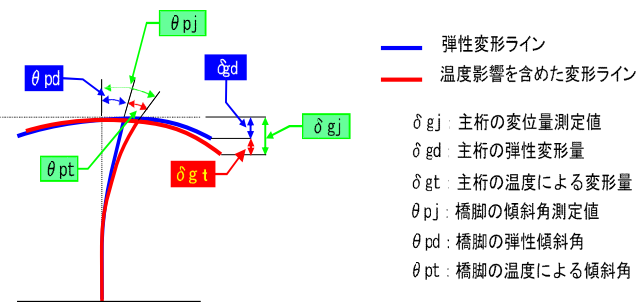 θpj
θpd
δgd
δgj
θpt
δgt
弾性変形ライン
温度影響を含めた変形ライン
δgj：主桁の変位量測定値
δgd：主桁の弾性変形量
δgt：主桁の温度による変形量
θpj：橋脚の傾斜角測定値
θpd：橋脚の弾性傾斜角
θpt：橋脚の温度による傾斜角